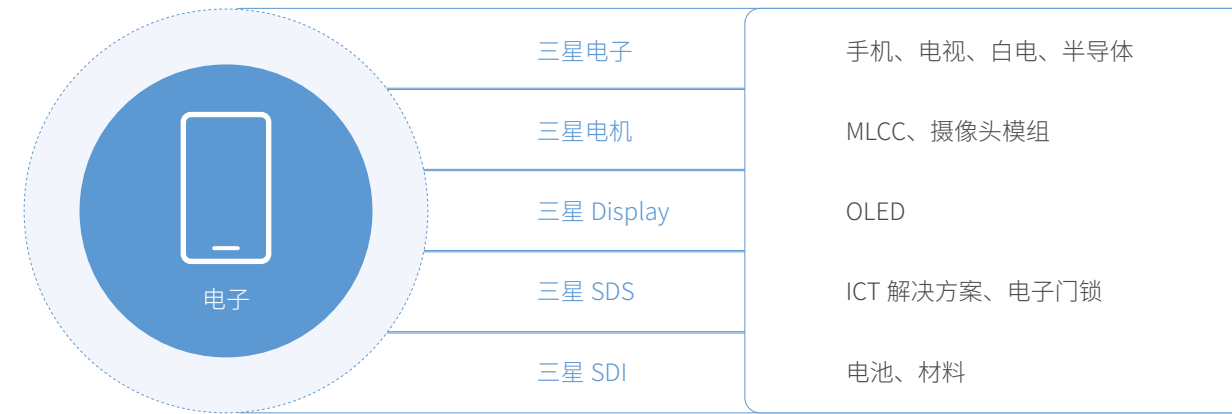 电子
三星电子
手机、电视、白电、半导体
三星电机
MLCC、摄像头模组
三星 Display
OLED
三星 SDS
ICT 解决方案、电子门锁
三星 SDI
电池、材料